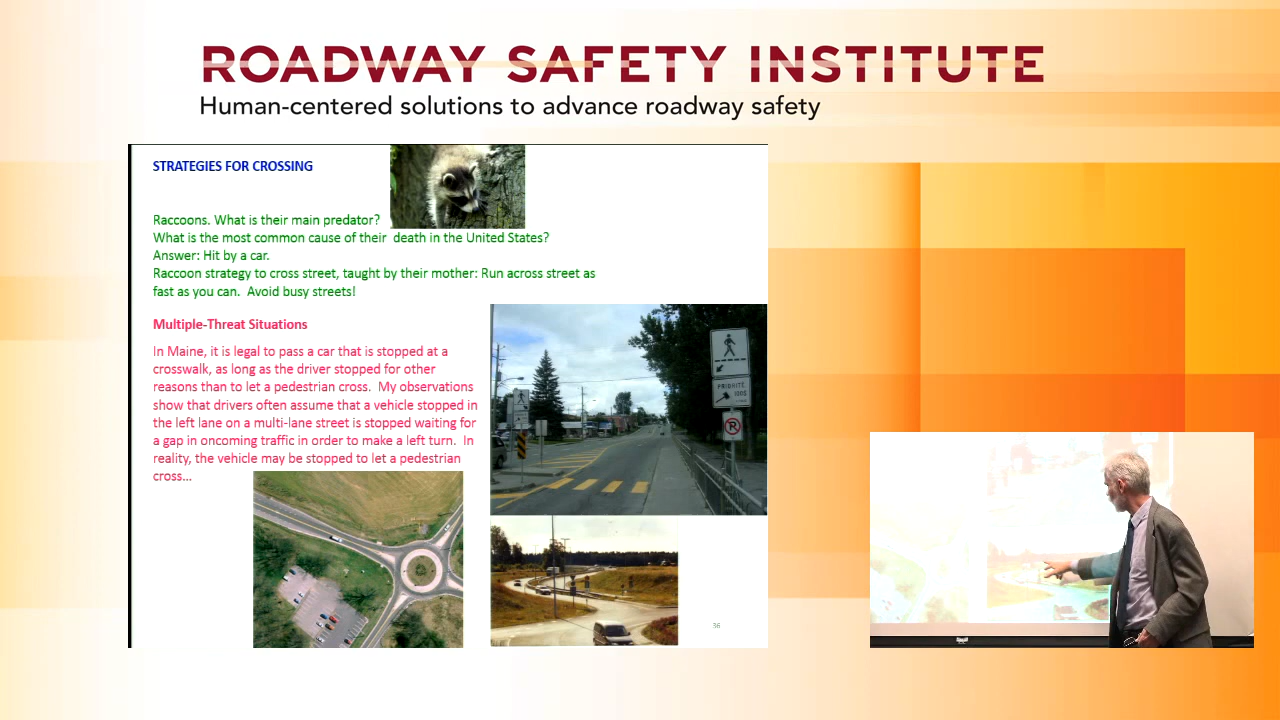 ROADWAY SAFETY INSTITUTE
Human-centered solutions to advance roadway safety
STRATEGIES FOR CROSSING
Raccoons. What is their main predator?
What is the most common cause of their  death in the United States?
Answer: Hit by a car.
Raccoon strategy to cross street, taught by their mother: Run across street as
fast as you can.  Avoid busy streets!
Multiple-Threat Situations
In Maine, it is legal to pass a car that is stopped at a
crosswalk, as long as the driver stopped for other
reasons than to let a pedestrian cross.  My observations
show that drivers often assume that a vehicle stopped in
the left lane on a multi-lane street is stopped waiting for
a gap in oncoming traffic in order to make a left turn.  In
reality, the vehicle may be stopped to let a pedestrian
cross...
PRIORITÉ
P
36